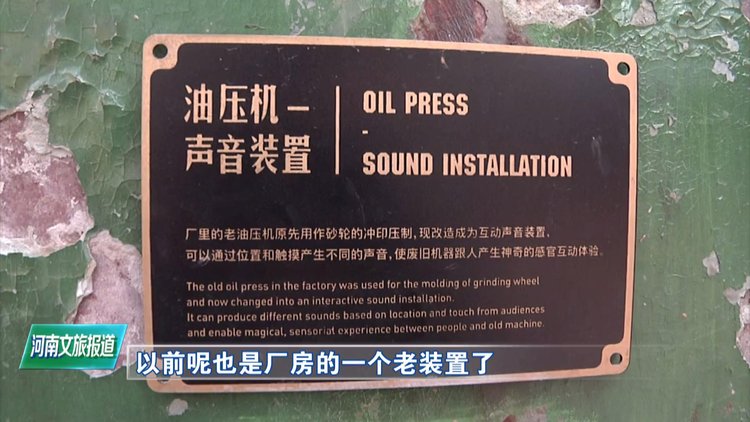 油压机－
声音装置
OIL PRESS
-
SOUND INSTALLATION
厂里的老油压机原先用作砂轮的冲印压制,现改造成为互动声音装置,
可以通过位置和触摸产生不同的声音,使废旧机器跟人产生神奇的感官互动体验。
The old oil press in the factory was used for the molding of grinding wheel
and now changed into an interactive sound installation.
It can produce different sounds based on location and touch from audiences
and enable magical, sensorial experience between people and old machine.
河南文旅报道
以前呢也是厂房的一个老装置了